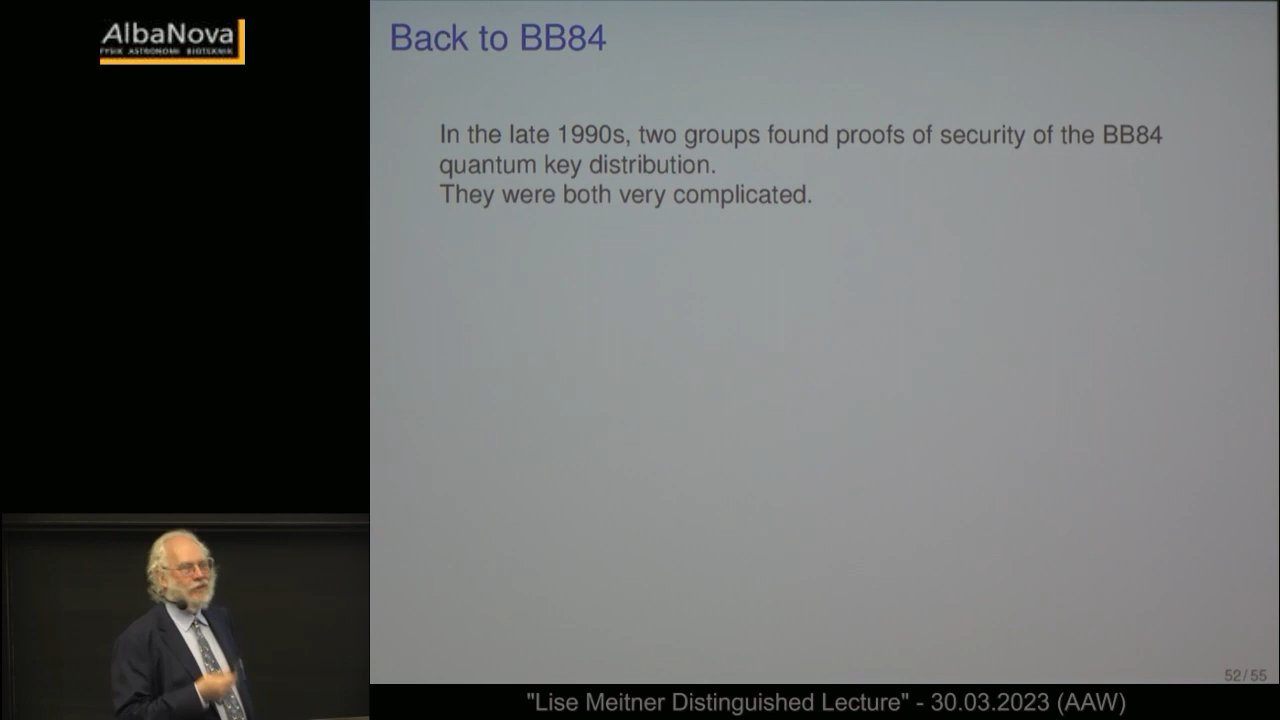 AlbaNova
FYSIK ASTRONOMI BIOTEKNIK
Back to BB84
In the late 1990s, two groups found proofs of security of the BB84
quantum key distribution.
They were both very complicated.
52/55
"Lise Meitner Distinguished Lecture" - 30.03.2023 (AAW)